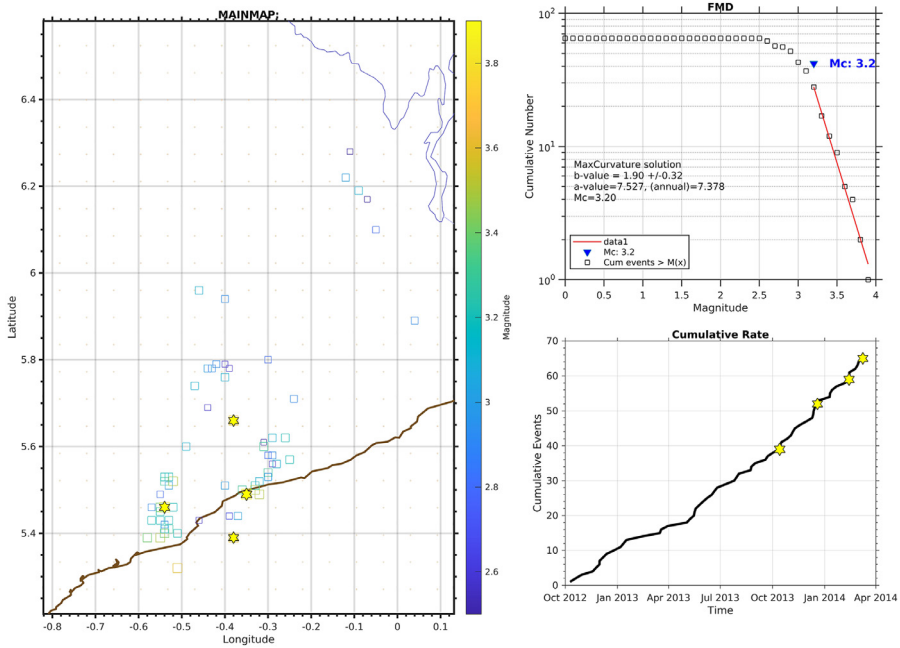 MAINMAP;
6.4
6.2
6
5.8
5.6
5.4
Latitude
-0.8
-0.7
-0.6
-0.5
-0.4
-0.3
-0.2
-0.1
0
0.1
Longitude
3.8
3.6
3.4
3.2
3
2.8
2.6
Magnitude
FMD
10^2
10^1
10^0
Cumulative Number
Mc: 3.2
MaxCurvature solution
b-value = 1.90 +/-0.32
a-value=7.527, (annual)=7.378
Mc=3.20
data1
Mc: 3.2
Cum events > M(x)
0
0.5
1
1.5
2
2.5
3
3.5
4
Magnitude
Cumulative Rate
70
60
50
40
30
20
10
0
Cumulative Events
Oct 2012
Jan 2013
Apr 2013
Jul 2013
Oct 2013
Jan 2014
Apr 2014
Time